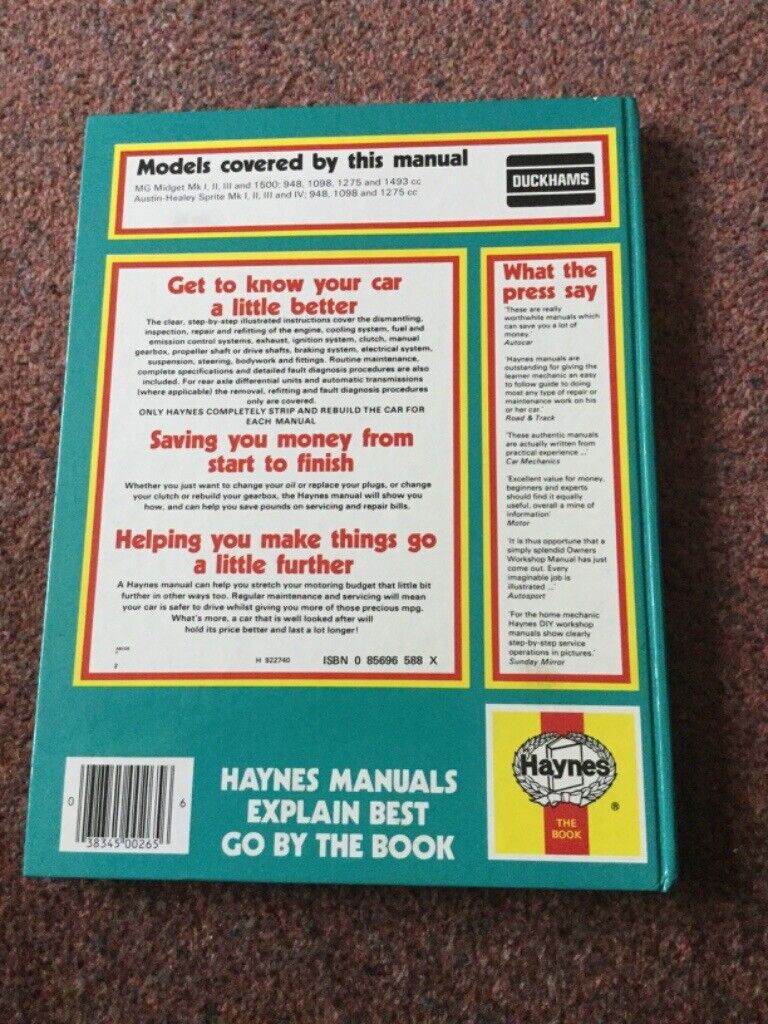 Models covered by this manual
MG Midget Mk I, II, III and 1500: 948, 1098, 1275 and 1493 cc
Austin-Healey Sprite Mk I, II, III and IV; 948, 1098 and 1275 cc
DUCKHAMS
Get to know your car
a little better
The clear, step-by-step illustrated instructions cover the dismantling,
inspection, repair and refitting of the engine, cooling system, fuel and
emission control systems, exhaust, ignition system, clutch, manual
gearbox, propeller shaft or drive shafts, braking system, electrical system,
suspension, steering, bodywork and fittings. Routine maintenance,
complete specifications and detailed fault diagnosis procedures are also
included. For rear axle differential units and automatic transmissions
(where applicable) the removal, refitting and fault diagnosis procedures
only are covered.
ONLY HAYNES COMPLETELY STRIP AND REBUILD THE CAR FOR
EACH MANUAL
Saving you money from
start to finish
Whether you just want to change your oil or replace your plugs, or change
your clutch or rebuild your gearbox, the Haynes manual will show you
how, and can help you save pounds on servicing and repair bills.
Helping you make things go
a little further
A Haynes manual can help you stretch your motoring budget that little bit
further in other ways too. Regular maintenance and servicing will mean
your car is safer to drive whilst giving you more of those precious mpg.
What's more, a car that is well looked after will
hold its price better and last a lot longer!
H 922740
ISBN 0 85696 588 X
What the
press say
'These are really
worthwhile manuals which
can save you a lot of
money.'
Autocar
'Haynes manuals are
outstanding for giving the
learner mechanic an easy
to follow guide to doing
most any type of repair or
maintenance work on his
or her car.'
Road & Track
'These authentic manuals
are actually written from
practical experience ...'
Car Mechanics
'Excellent value for money,
beginners and experts
should find it equally
useful, overall a mine of
information'
Motor
'It is thus opportune that a
simply splendid Owners
Workshop Manual has just
come out. Every
imaginable job is
illustrated ...'
Autosport
'For the home mechanic
Haynes DIY workshop
manuals show clearly
step-by-step service
operations in pictures.'
Sunday Mirror
0 38345 00265 6
HAYNES MANUALS
EXPLAIN BEST
GO BY THE BOOK
Haynes
®
THE
BOOK